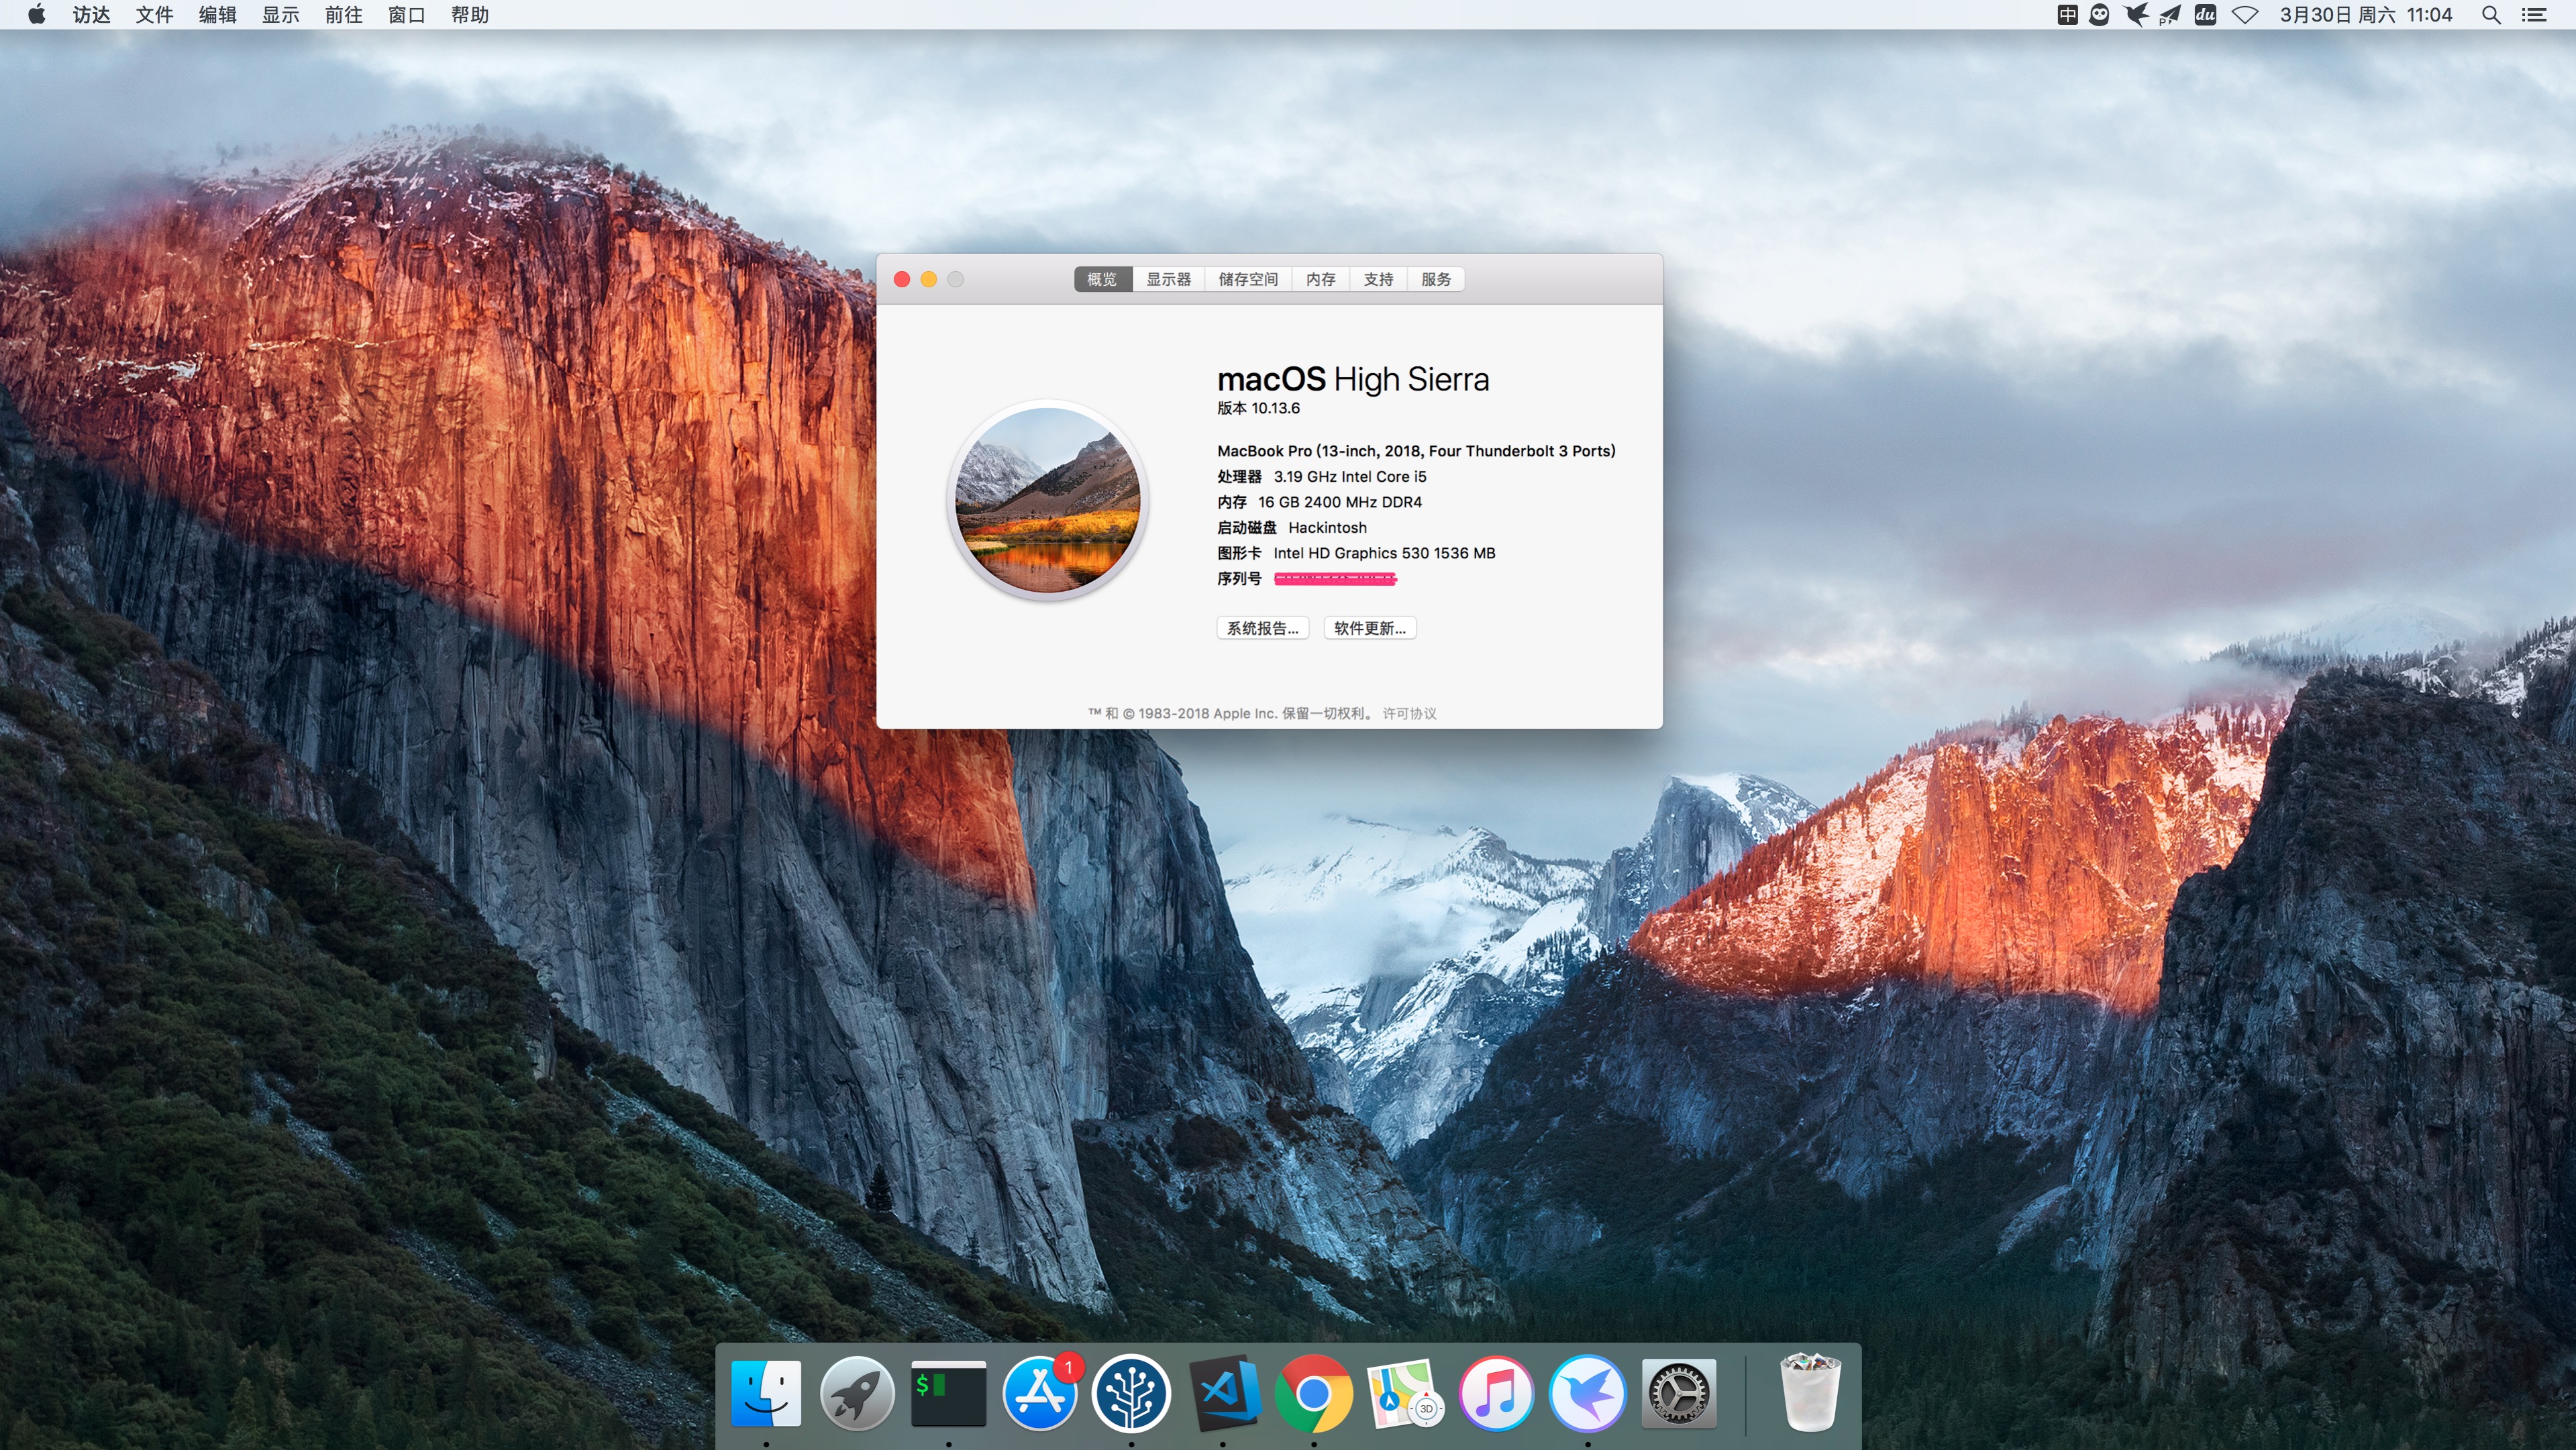 访达 文件 编辑 显示 前往 窗口 帮助
中 P du 3月30日 周六 11:04
概览 显示器 储存空间 内存 支持 服务
macOS High Sierra
版本 10.13.6
MacBook Pro (13-inch, 2018, Four Thunderbolt 3 Ports)
处理器 3.19 GHz Intel Core i5
内存 16 GB 2400 MHz DDR4
启动磁盘 Hackintosh
图形卡 Intel HD Graphics 530 1536 MB
序列号
系统报告... 软件更新...
™ 和 © 1983-2018 Apple Inc. 保留一切权利。 许可协议
$ 1 3D